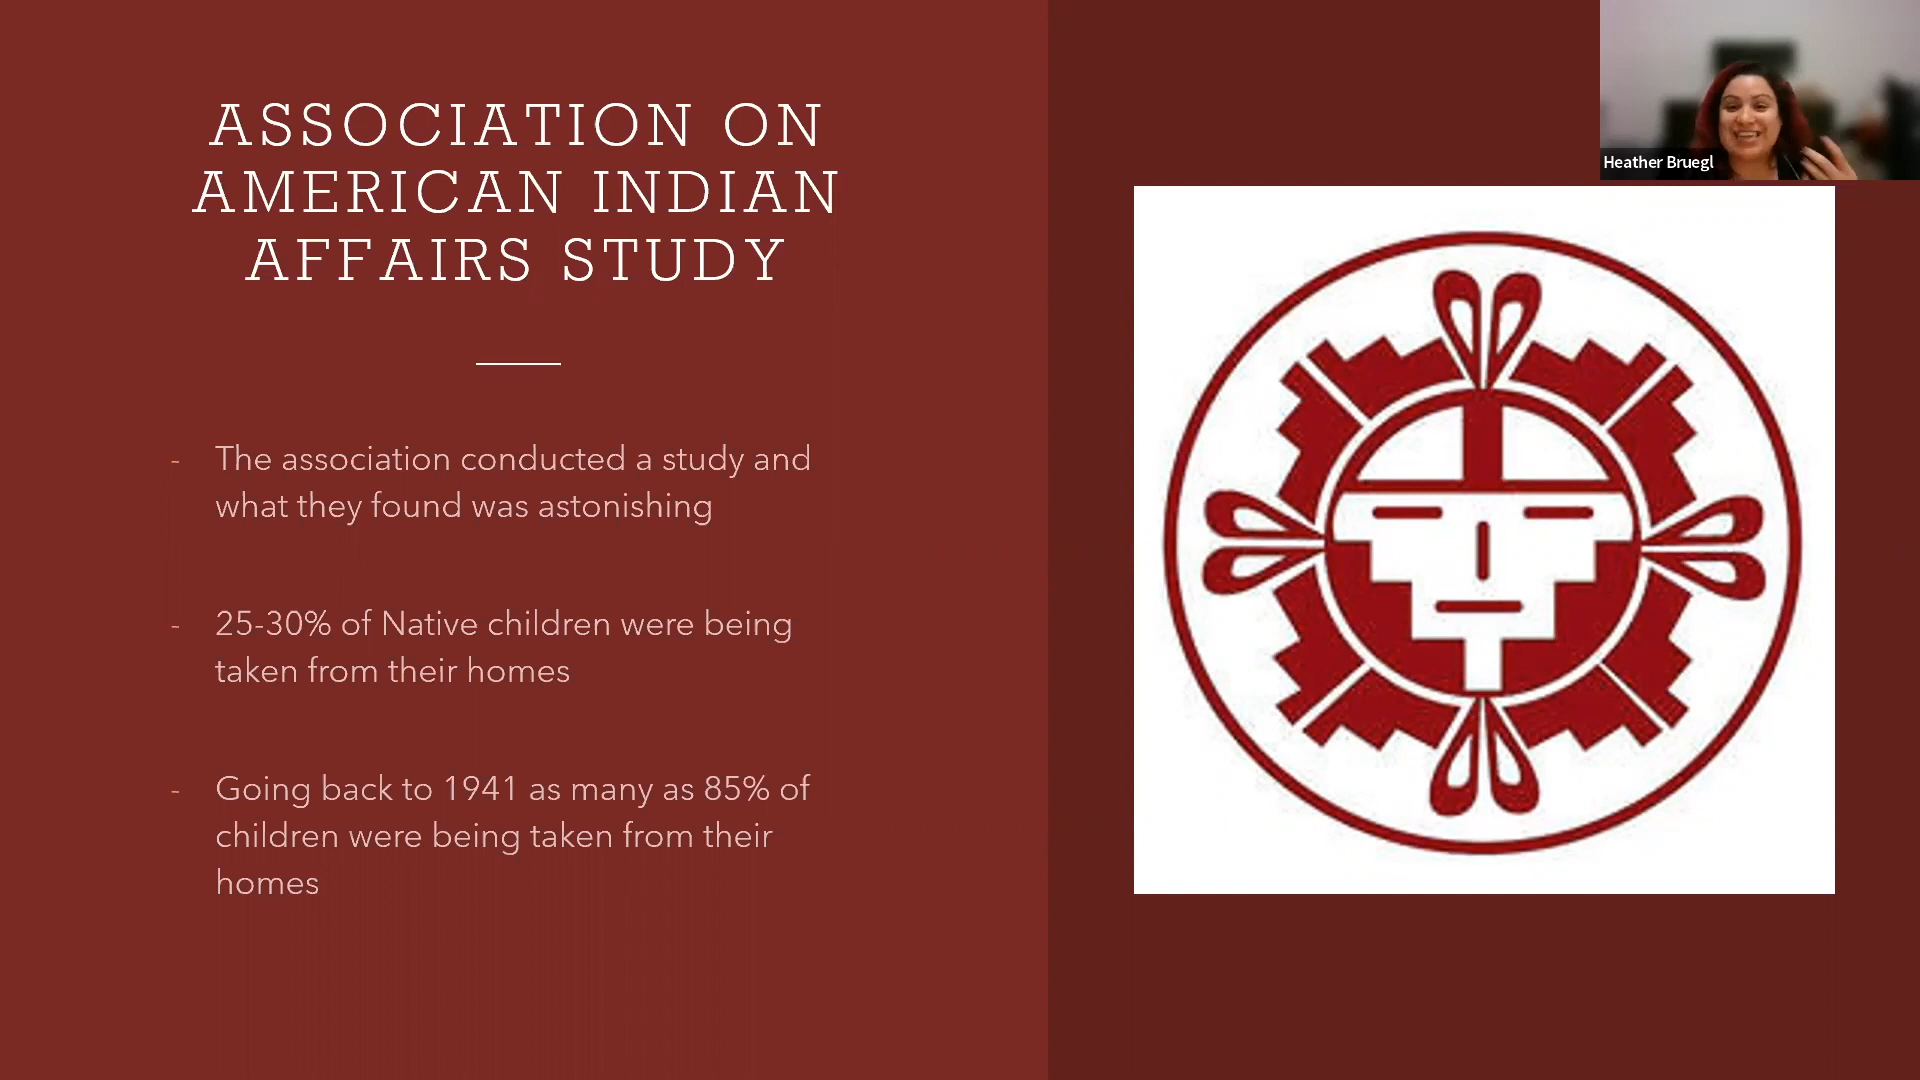 ASSOCIATION ON
AMERICAN INDIAN
AFFAIRS STUDY
- The association conducted a study and
what they found was astonishing
- 25-30% of Native children were being
taken from their homes
- Going back to 1941 as many as 85% of
children were being taken from their
homes
Heather Bruegl